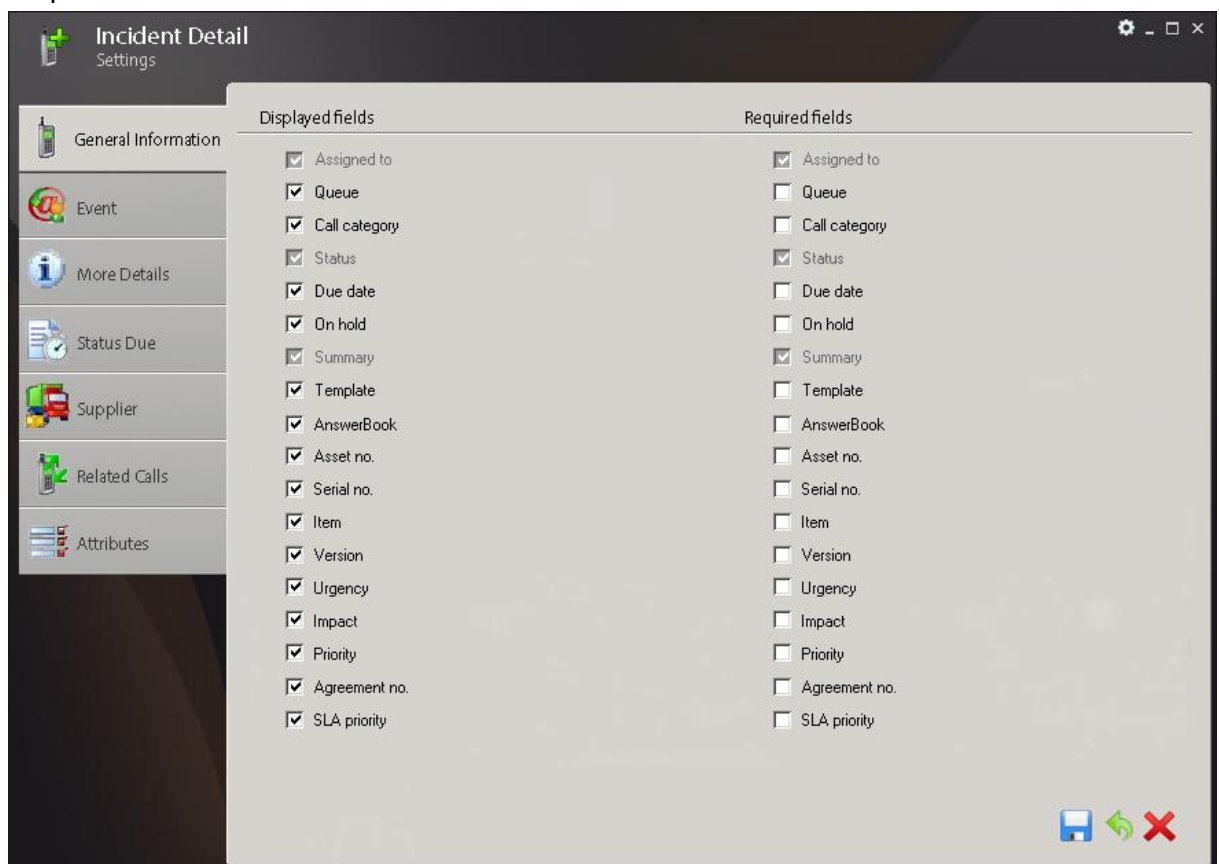 Incident Detail
Settings
General Information
Event
More Details
Status Due
Supplier
Related Calls
Attributes
Displayed fields
Assigned to
Queue
Call category
Status
Due date
On hold
Summary
Template
AnswerBook
Asset no.
Serial no.
Item
Version
Urgency
Impact
Priority
Agreement no.
SLA priority
Required fields
Assigned to
Queue
Call category
Status
Due date
On hold
Summary
Template
AnswerBook
Asset no.
Serial no.
Item
Version
Urgency
Impact
Priority
Agreement no.
SLA priority